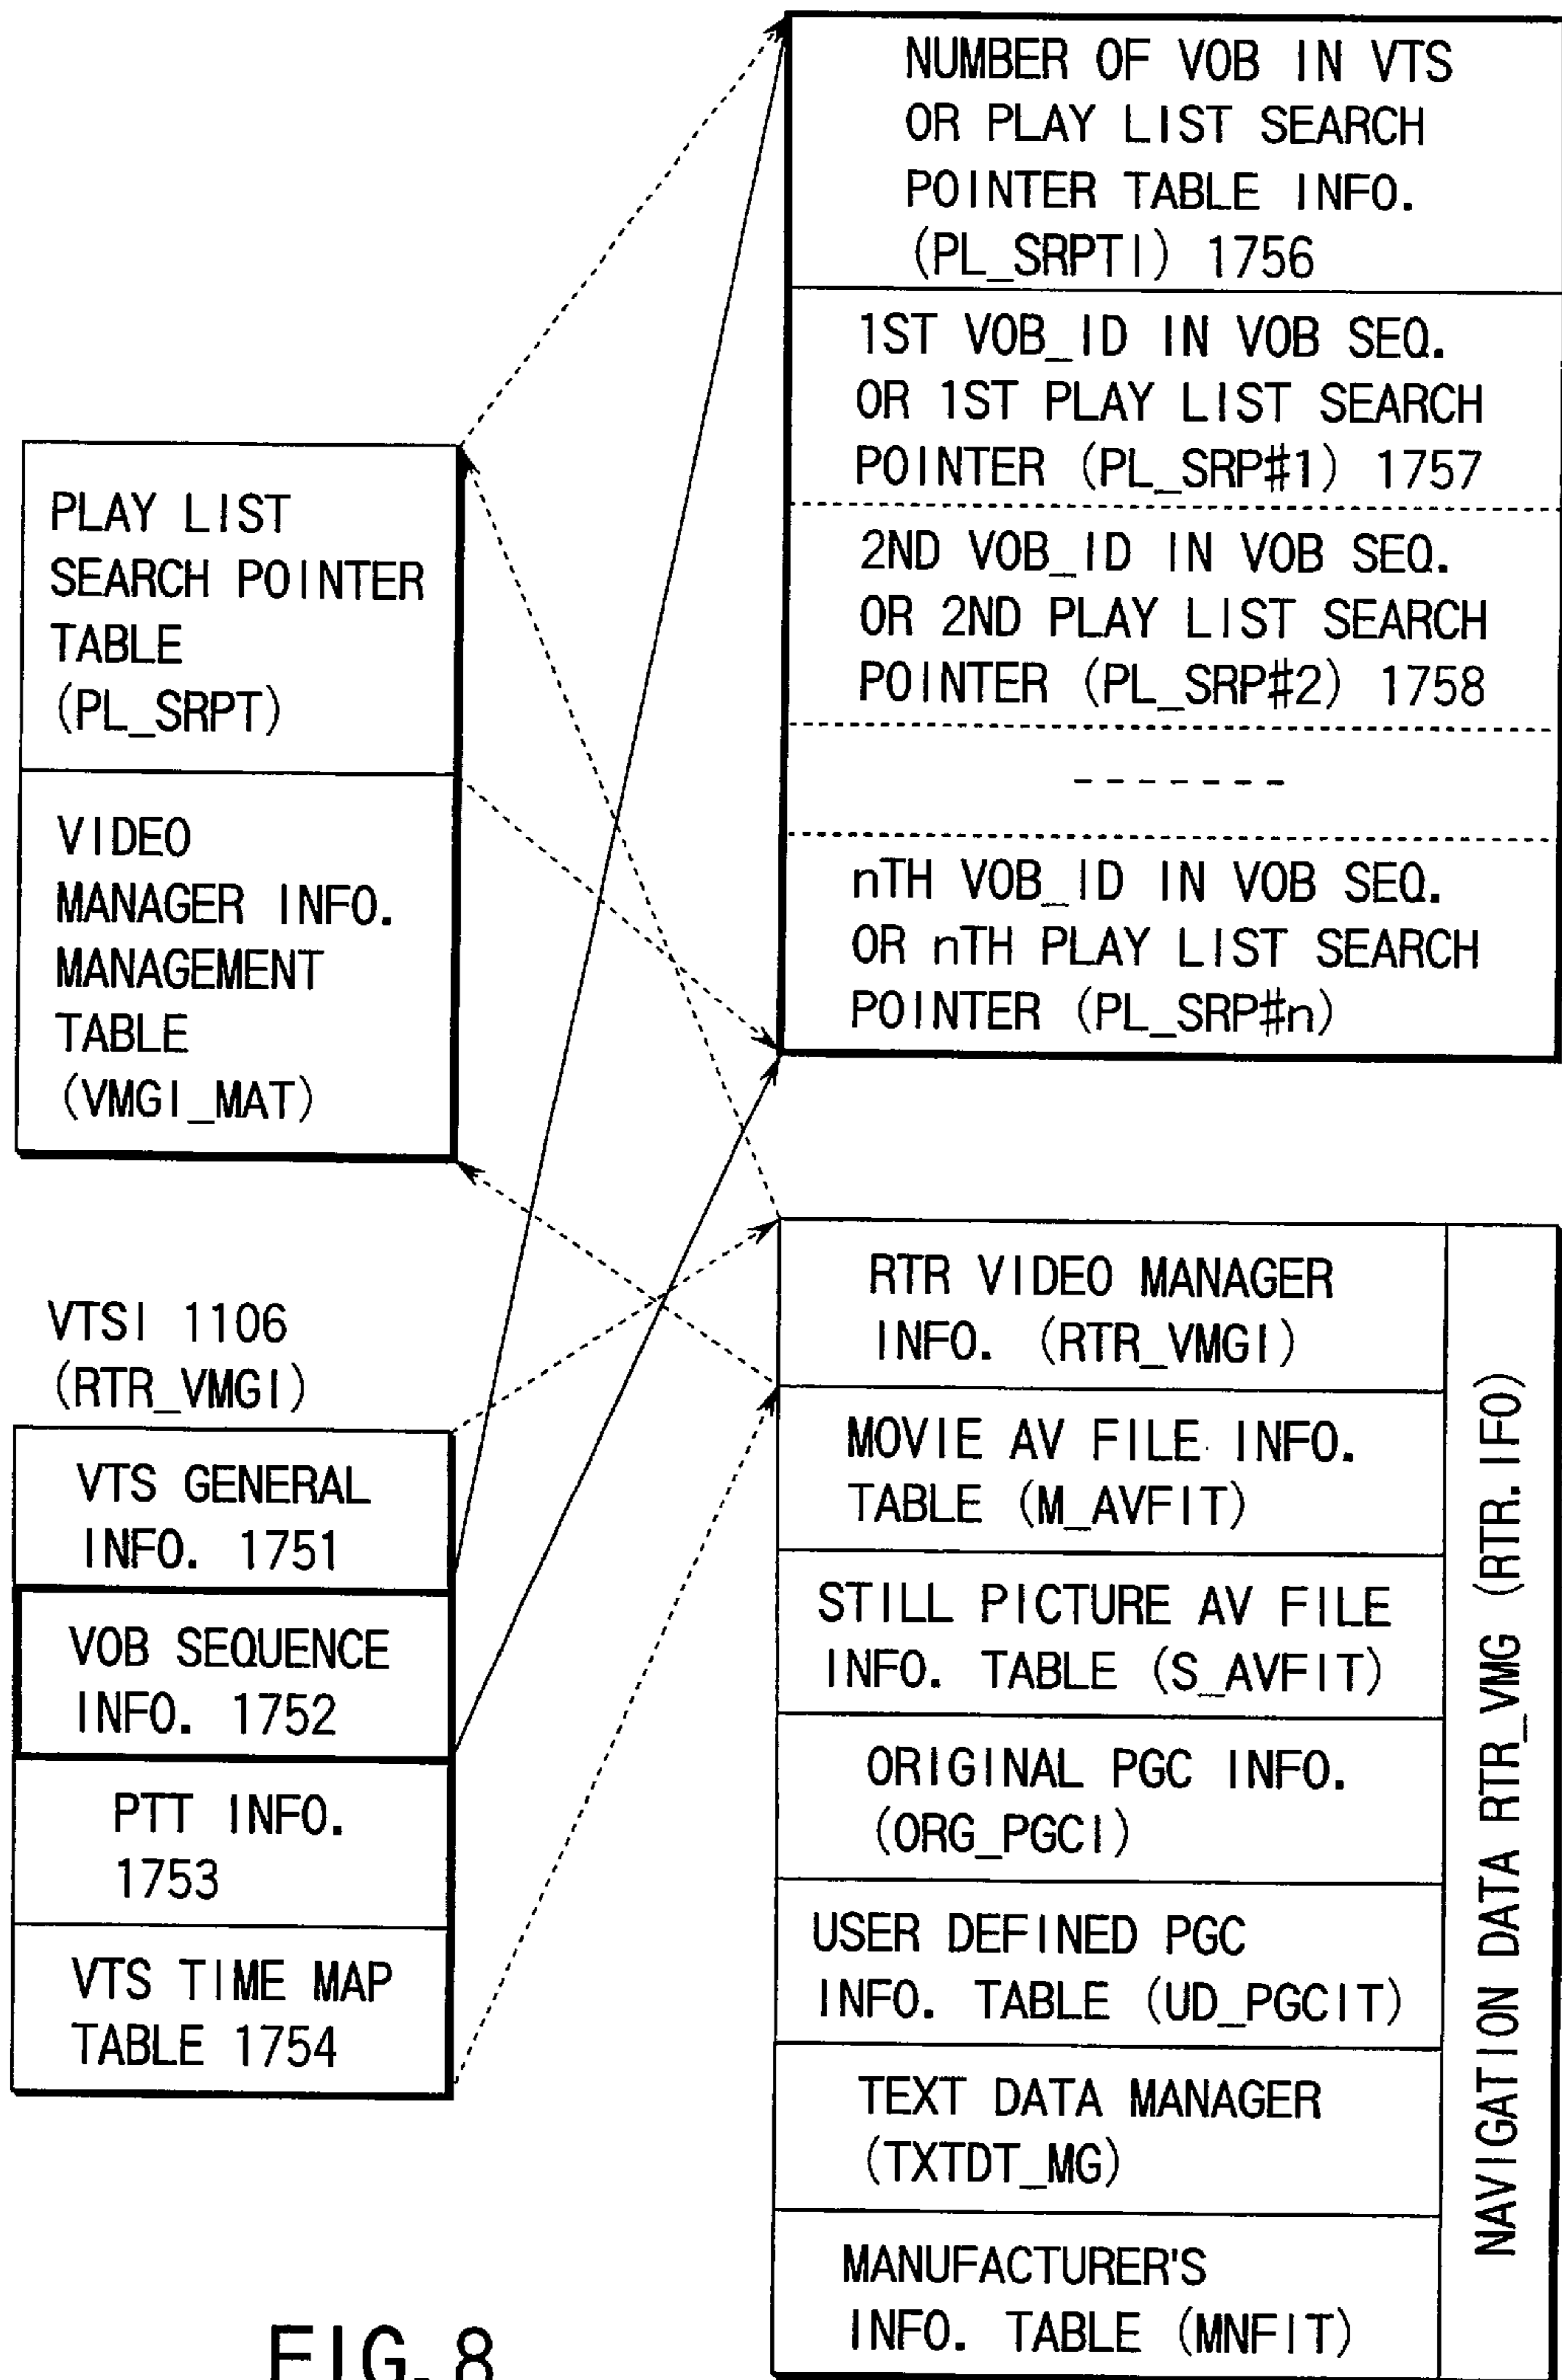 NUMBER OF VOB IN VTS
OR PLAY LIST SEARCH
POINTER TABLE INFO.
(PL_SRPTI) 1756
1ST VOB_ID IN VOB SEQ.
OR 1ST PLAY LIST SEARCH
POINTER (PL_SRP#1) 1757
2ND VOB_ID IN VOB SEQ.
OR 2ND PLAY LIST SEARCH
POINTER (PL_SRP#2) 1758
-------
nTH VOB_ID IN VOB SEQ.
OR nTH PLAY LIST SEARCH
POINTER (PL_SRP#n)
PLAY LIST
SEARCH POINTER
TABLE
(PL_SRPT)
VIDEO
MANAGER INFO.
MANAGEMENT
TABLE
(VMGI_MAT)
VTSI 1106
(RTR_VMGI)
VTS GENERAL
INFO. 1751
VOB SEQUENCE
INFO. 1752
PTT INFO.
1753
VTS TIME MAP
TABLE 1754
RTR VIDEO MANAGER
INFO. (RTR_VMGI)
MOVIE AV FILE INFO.
TABLE (M_AVFIT)
STILL PICTURE AV FILE
INFO. TABLE (S_AVFIT)
ORIGINAL PGC INFO.
(ORG_PGCI)
USER DEFINED PGC
INFO. TABLE (UD_PGCIT)
TEXT DATA MANAGER
(TXTDT_MG)
MANUFACTURER'S
INFO. TABLE (MNFIT)
NAVIGATION DATA RTR_VMG (RTR.IFO)
FIG. 8